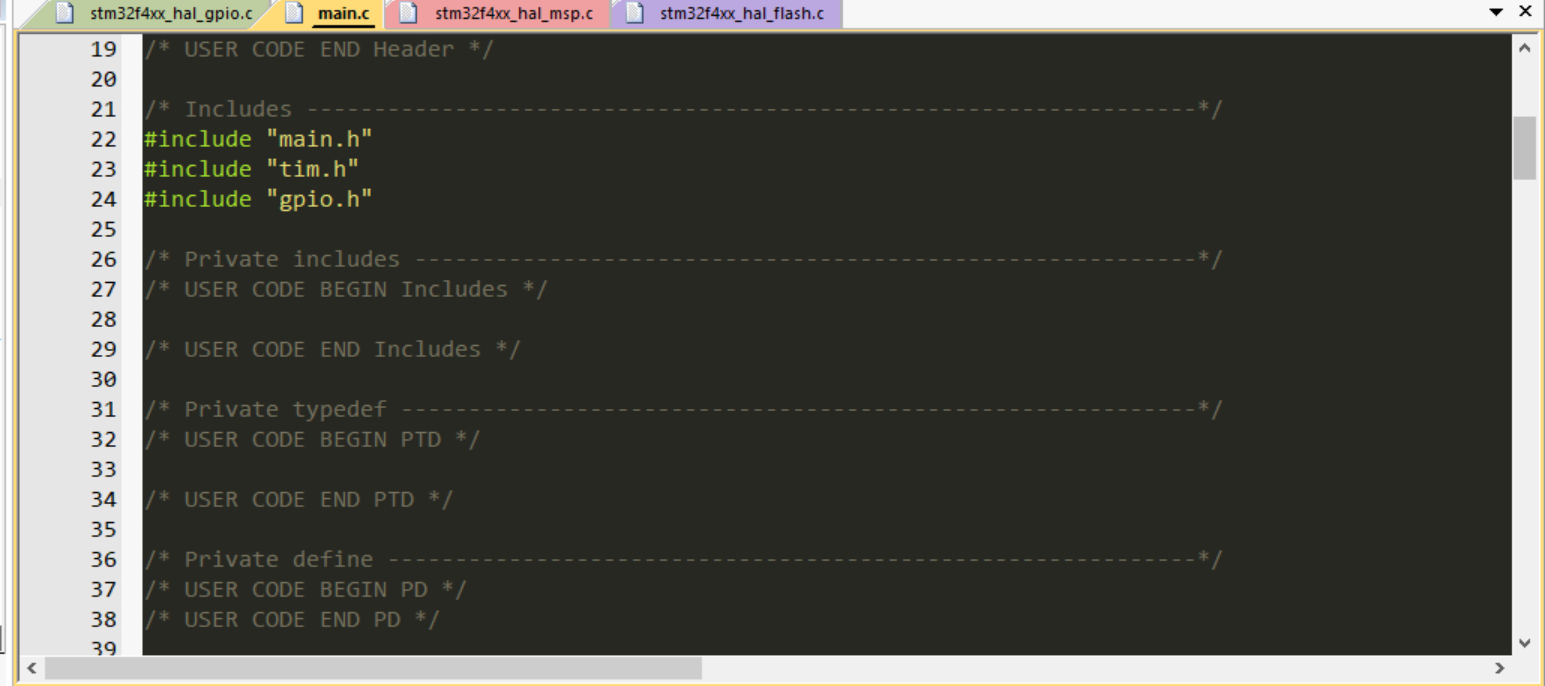 stm32f4xx_hal_gpio.c main.c stm32f4xx_hal_msp.c stm32f4xx_hal_flash.c
19 /* USER CODE END Header */
20
21 /* Includes ------------------------------------------------------------------*/
22 #include "main.h"
23 #include "tim.h"
24 #include "gpio.h"
25
26 /* Private includes ----------------------------------------------------------*/
27 /* USER CODE BEGIN Includes */
28
29 /* USER CODE END Includes */
30
31 /* Private typedef -----------------------------------------------------------*/
32 /* USER CODE BEGIN PTD */
33
34 /* USER CODE END PTD */
35
36 /* Private define ------------------------------------------------------------*/
37 /* USER CODE BEGIN PD */
38 /* USER CODE END PD */
39